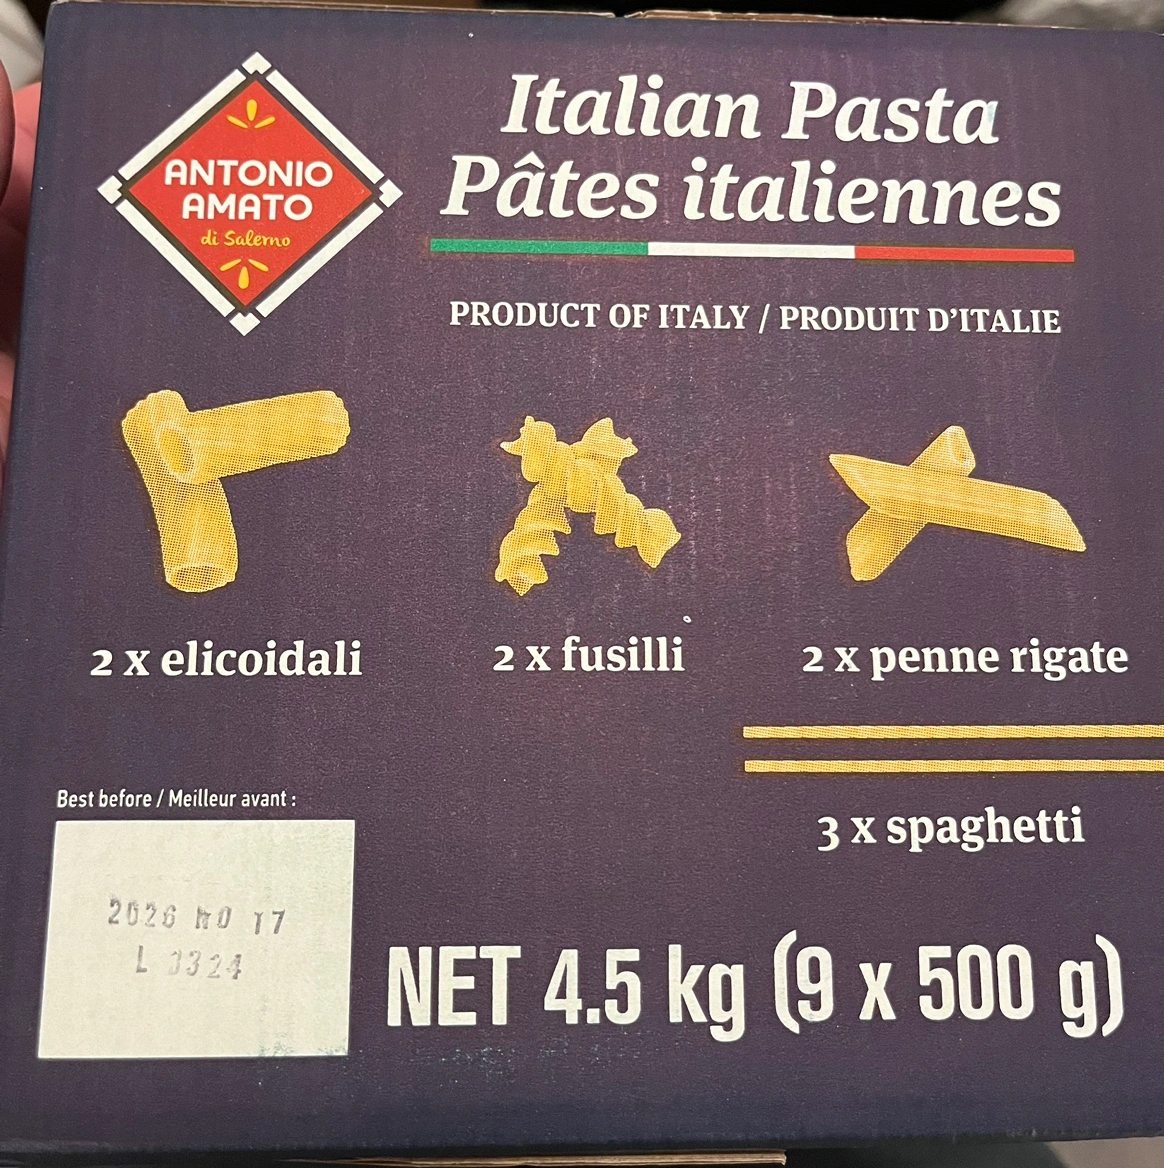 ANTONIO
AMATO
di Salerno
Italian Pasta
Pâtes italiennes
PRODUCT OF ITALY / PRODUIT D'ITALIE
2 x elicoidali
2 x fusilli
2 x penne rigate
3 x spaghetti
Best before / Meilleur avant :
2026 NO 17
L 3324
NET 4.5 kg (9 x 500 g)